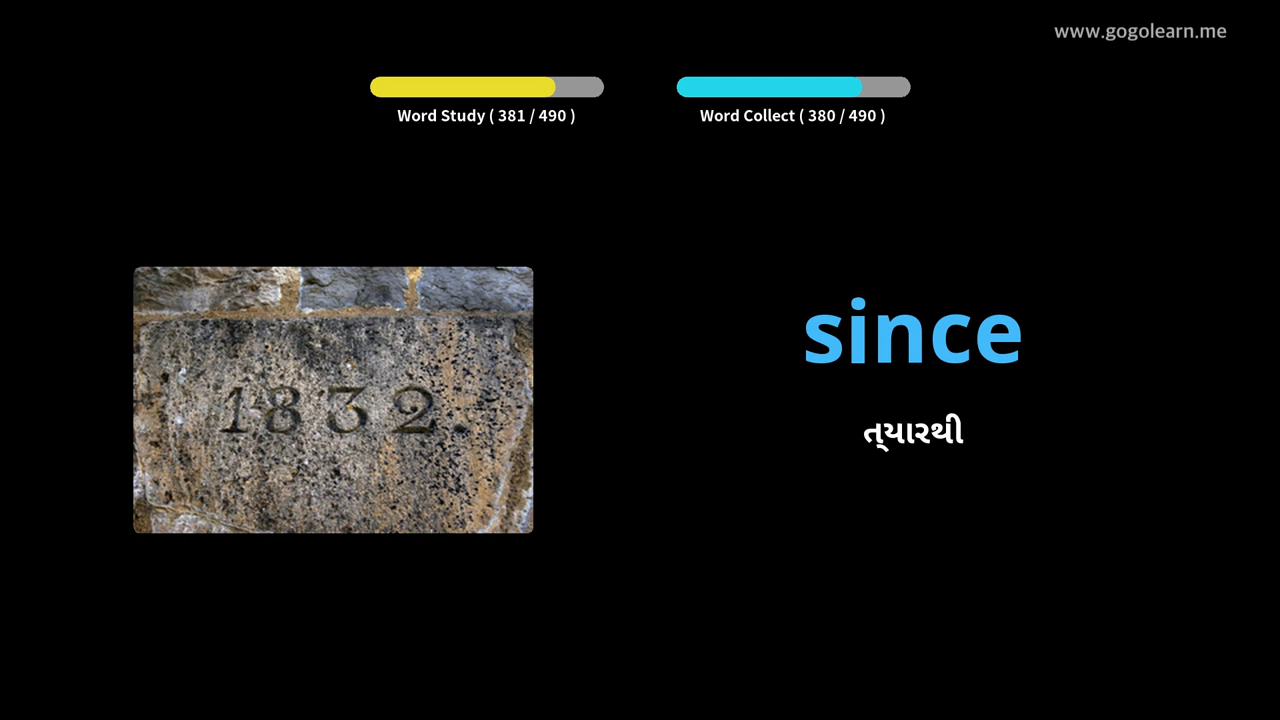 www.gogolearn.me
Word Study ( 381 / 490 )
Word Collect ( 380 / 490 )
1832.
since
ત્યારથી